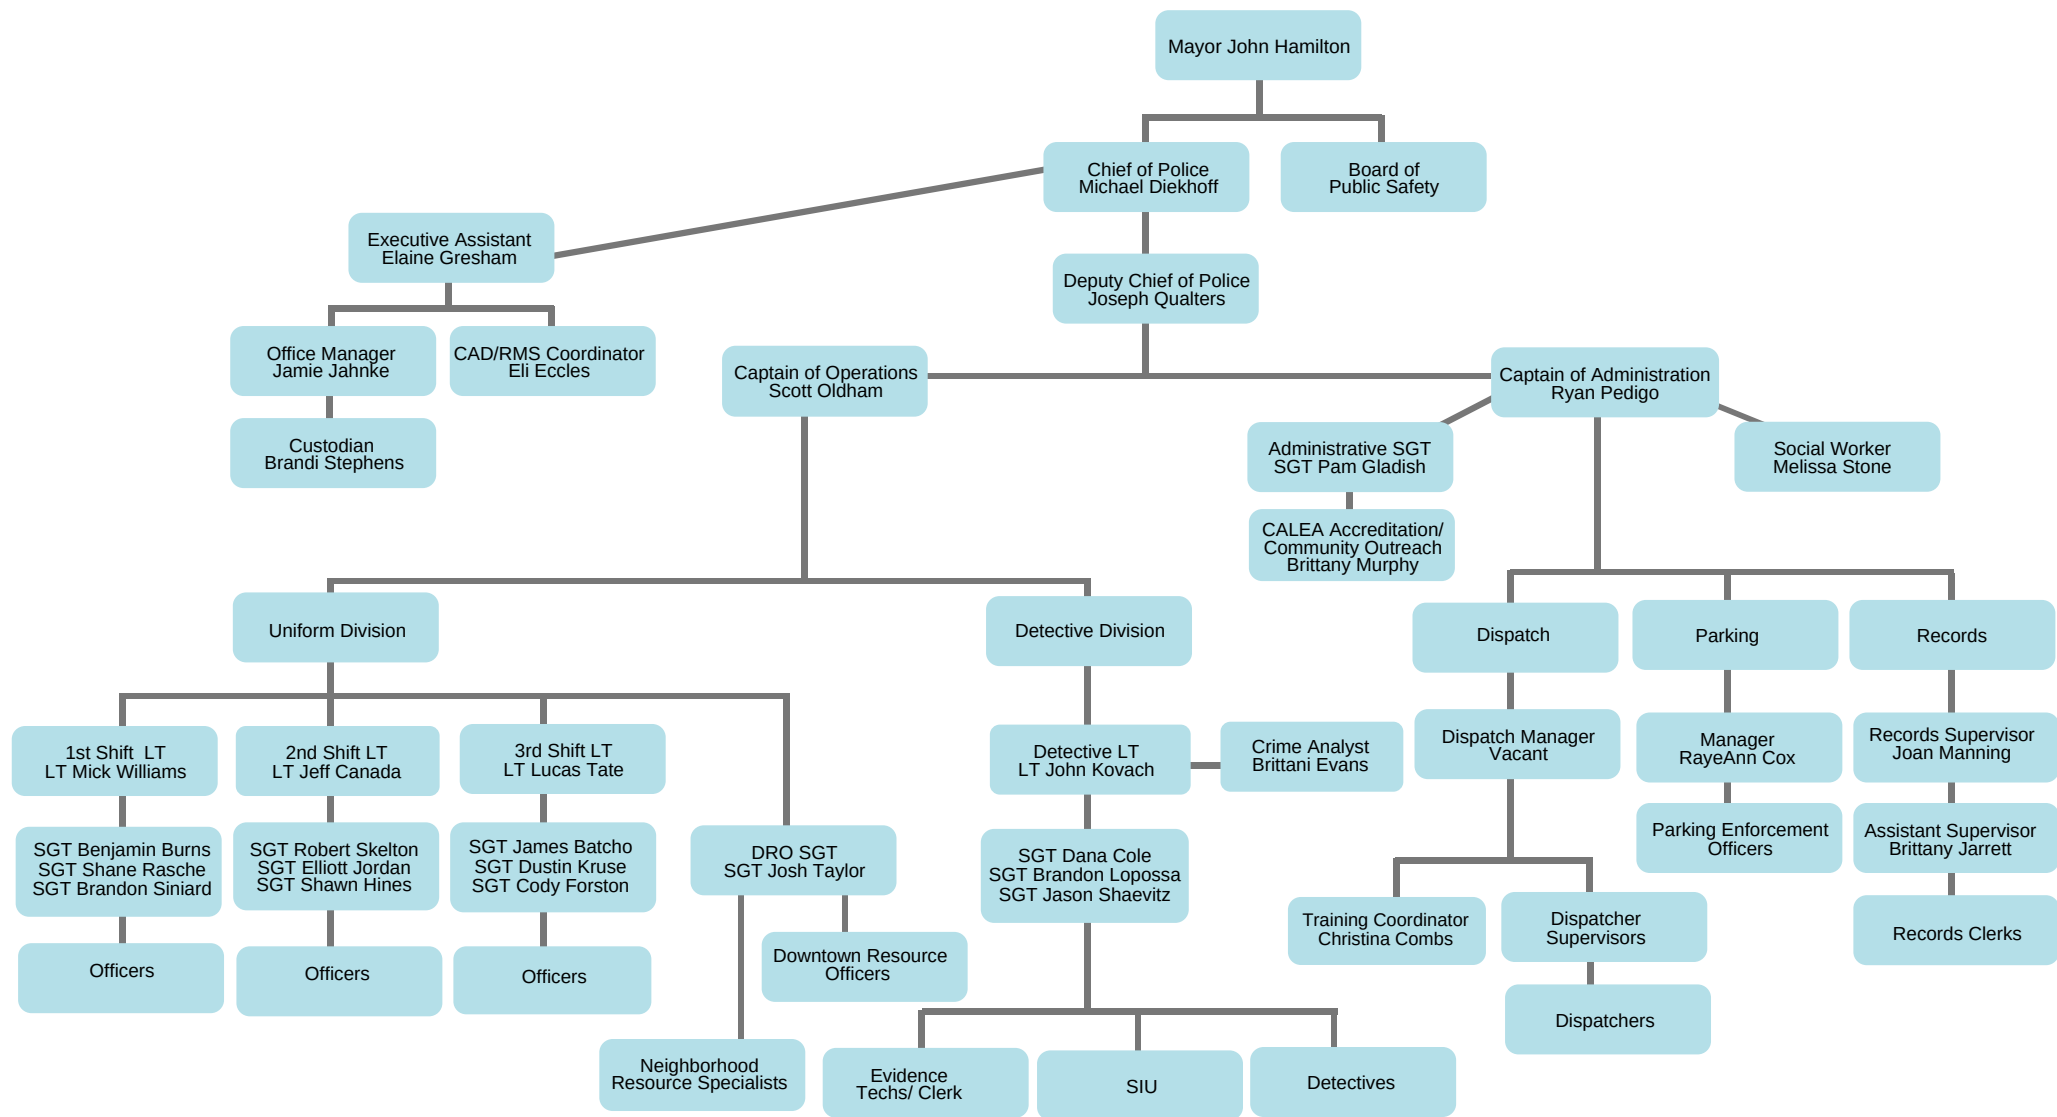 Mayor John Hamilton
Chief of Police
Michael Diekhoff
Board of
Public Safety
Executive Assistant
Elaine Gresham
Deputy Chief of Police
Joseph Qualters
Office Manager
Jamie Jahnke
CAD/RMS Coordinator
Eli Eccles
Captain of Operations
Scott Oldham
Captain of Administration
Ryan Pedigo
Custodian
Brandi Stephens
Administrative SGT
SGT Pam Gladish
Social Worker
Melissa Stone
CALEA Accreditation/
Community Outreach
Brittany Murphy
Uniform Division
Detective Division
Dispatch
Parking
Records
1st Shift  LT
LT Mick Williams
2nd Shift LT
LT Jeff Canada
3rd Shift LT
LT Lucas Tate
Detective LT
LT John Kovach
Crime Analyst
Brittani Evans
Dispatch Manager
Vacant
Manager
RayeAnn Cox
Records Supervisor
Joan Manning
SGT Benjamin Burns
SGT Shane Rasche
SGT Brandon Siniard
SGT Robert Skelton
SGT Elliott Jordan
SGT Shawn Hines
SGT James Batcho
SGT Dustin Kruse
SGT Cody Forston
DRO SGT
SGT Josh Taylor
SGT Dana Cole
SGT Brandon Lopossa
SGT Jason Shaevitz
Parking Enforcement
Officers
Assistant Supervisor
Brittany Jarrett
Training Coordinator
Christina Combs
Dispatcher
Supervisors
Records Clerks
Officers
Officers
Officers
Downtown Resource
Officers
Dispatchers
Neighborhood
Resource Specialists
Evidence
Techs/ Clerk
SIU
Detectives